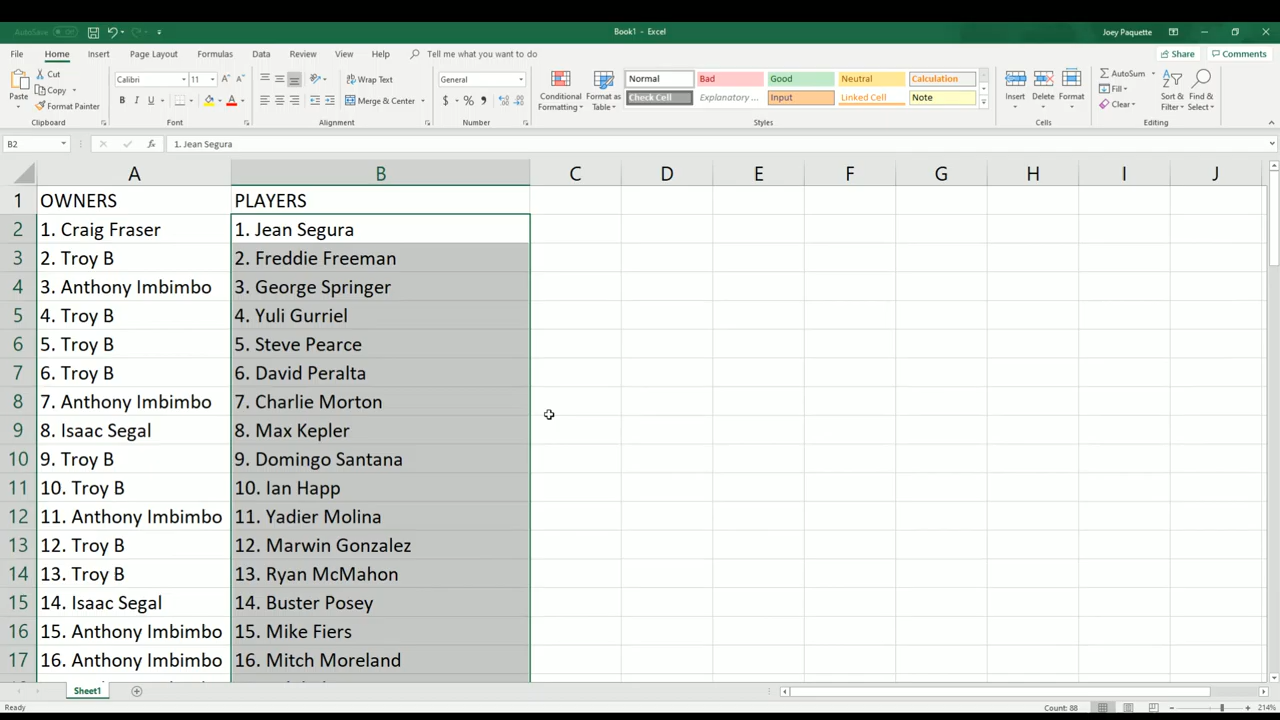 AutoSave Off Book1 - Excel Joey Paquette
File Home Insert Page Layout Formulas Data Review View Help Tell me what you want to do Share Comments
Paste Cut Copy Format Painter Clipboard
Calibri 11 A A B I U A Font
Wrap Text Merge & Center Alignment
General $ % Number
Conditional Formatting Format as Table
Normal Bad Good Neutral Calculation
Check Cell Explanatory ... Input Linked Cell Note
Styles
Insert Delete Format Cells
AutoSum Fill Clear Sort & Filter Find & Select Editing
B2 fx 1. Jean Segura
A B C D E F G H I J
1 OWNERS PLAYERS
2 1. Craig Fraser 1. Jean Segura
3 2. Troy B 2. Freddie Freeman
4 3. Anthony Imbimbo 3. George Springer
5 4. Troy B 4. Yuli Gurriel
6 5. Troy B 5. Steve Pearce
7 6. Troy B 6. David Peralta
8 7. Anthony Imbimbo 7. Charlie Morton
9 8. Isaac Segal 8. Max Kepler
10 9. Troy B 9. Domingo Santana
11 10. Troy B 10. Ian Happ
12 11. Anthony Imbimbo 11. Yadier Molina
13 12. Troy B 12. Marwin Gonzalez
14 13. Troy B 13. Ryan McMahon
15 14. Isaac Segal 14. Buster Posey
16 15. Anthony Imbimbo 15. Mike Fiers
17 16. Anthony Imbimbo 16. Mitch Moreland
Sheet1
Ready Count: 88 214%